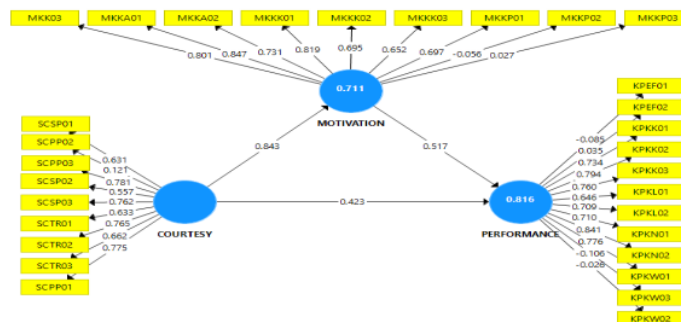 MKK03 MKKA01 MKKA02 MKKK01 MKKK02 MKKK03 MKKP01 MKKP02 MKKP03
0.801 0.847 0.731 0.819 0.695 0.652 0.697 -0.056 0.027
0.711
MOTIVATION
0.843
0.517
SCSP01
SCPP02
SCPP03
SCSP02
SCSP03
SCTR01
SCTR02
SCTR03
SCPP01
0.631
0.121
0.781
0.557
0.762
0.633
0.765
0.662
0.775
COURTESY
0.423
0.816
PERFORMANCE
-0.085
0.035
0.734
0.794
0.760
0.646
0.709
0.710
0.841
0.776
-0.106
-0.026
KPEF01
KPEF02
KPKK01
KPKK02
KPKK03
KPKL01
KPKL02
KPKN01
KPKN02
KPKW01
KPKW03
KPKW02